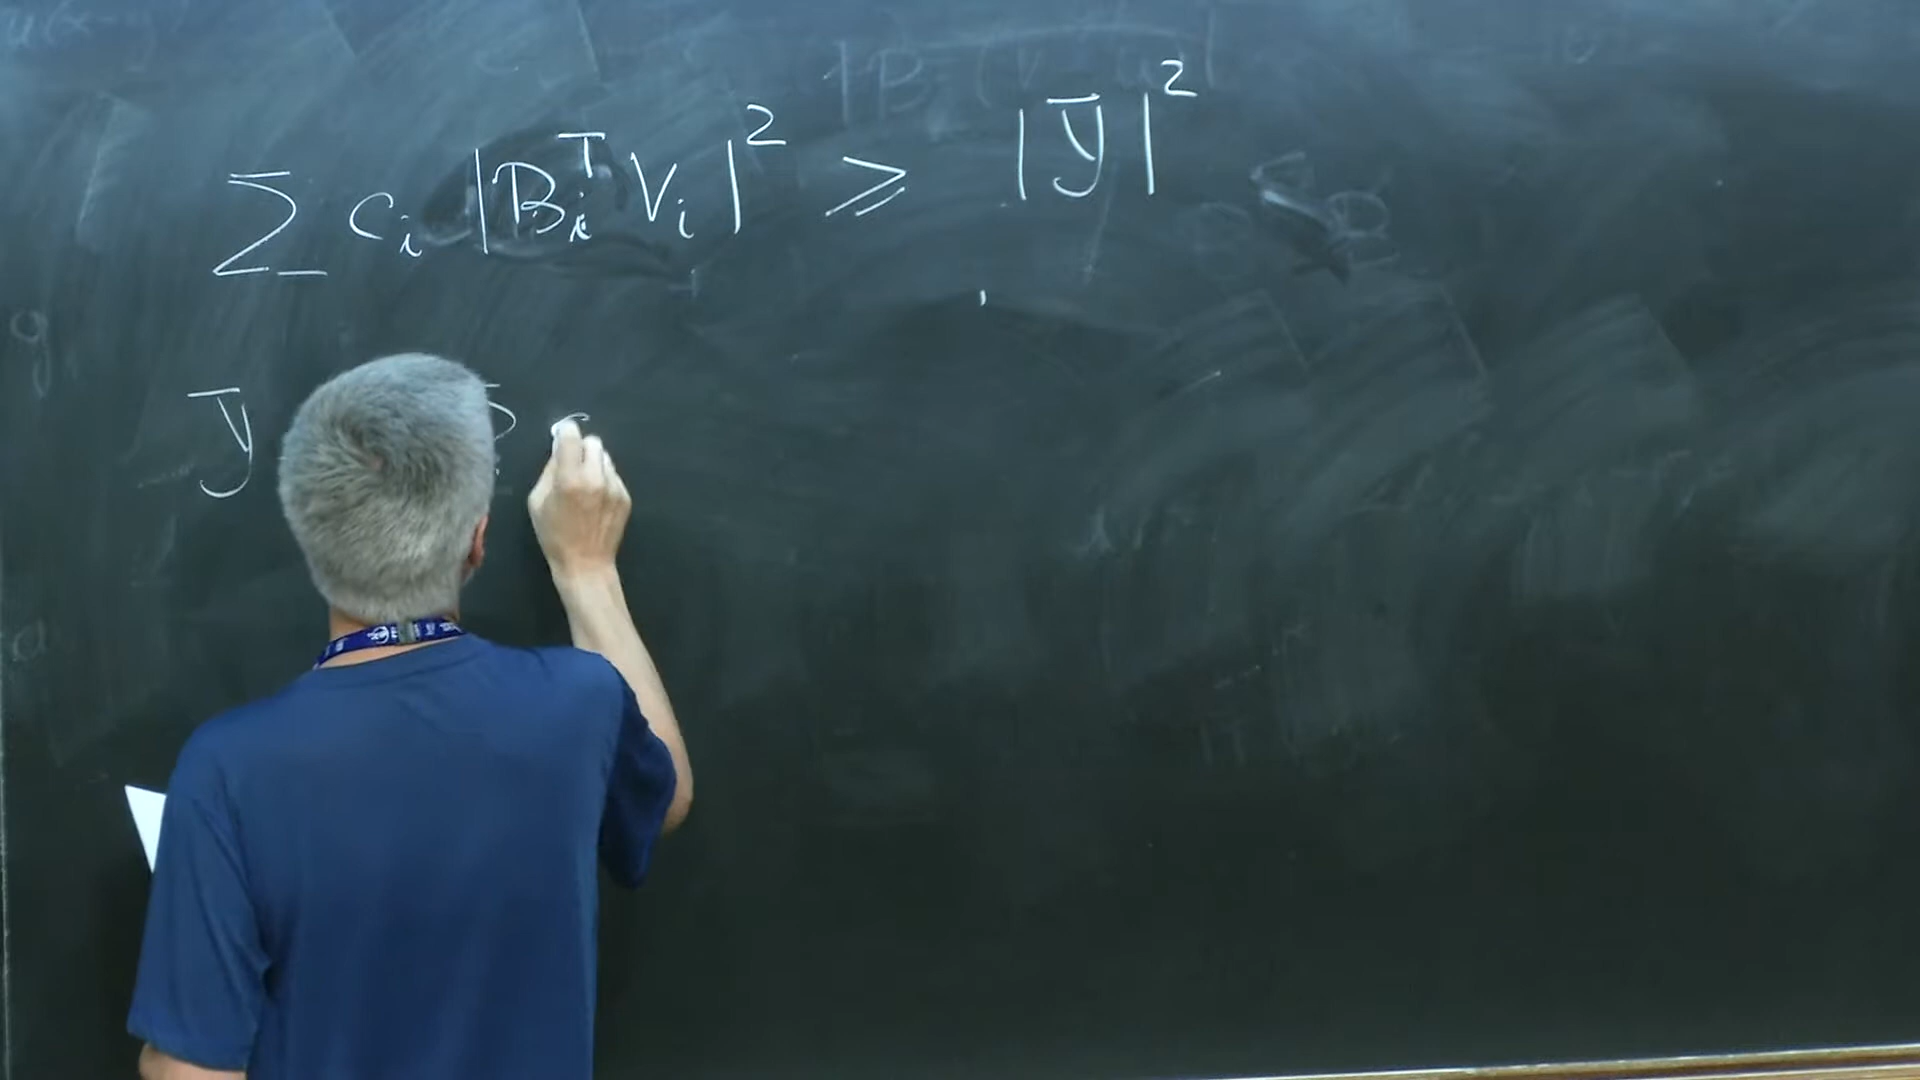 ∑ cᵢ |Bᵢᵀ Vᵢ|² ⩾ |ȳ|²
ȳ